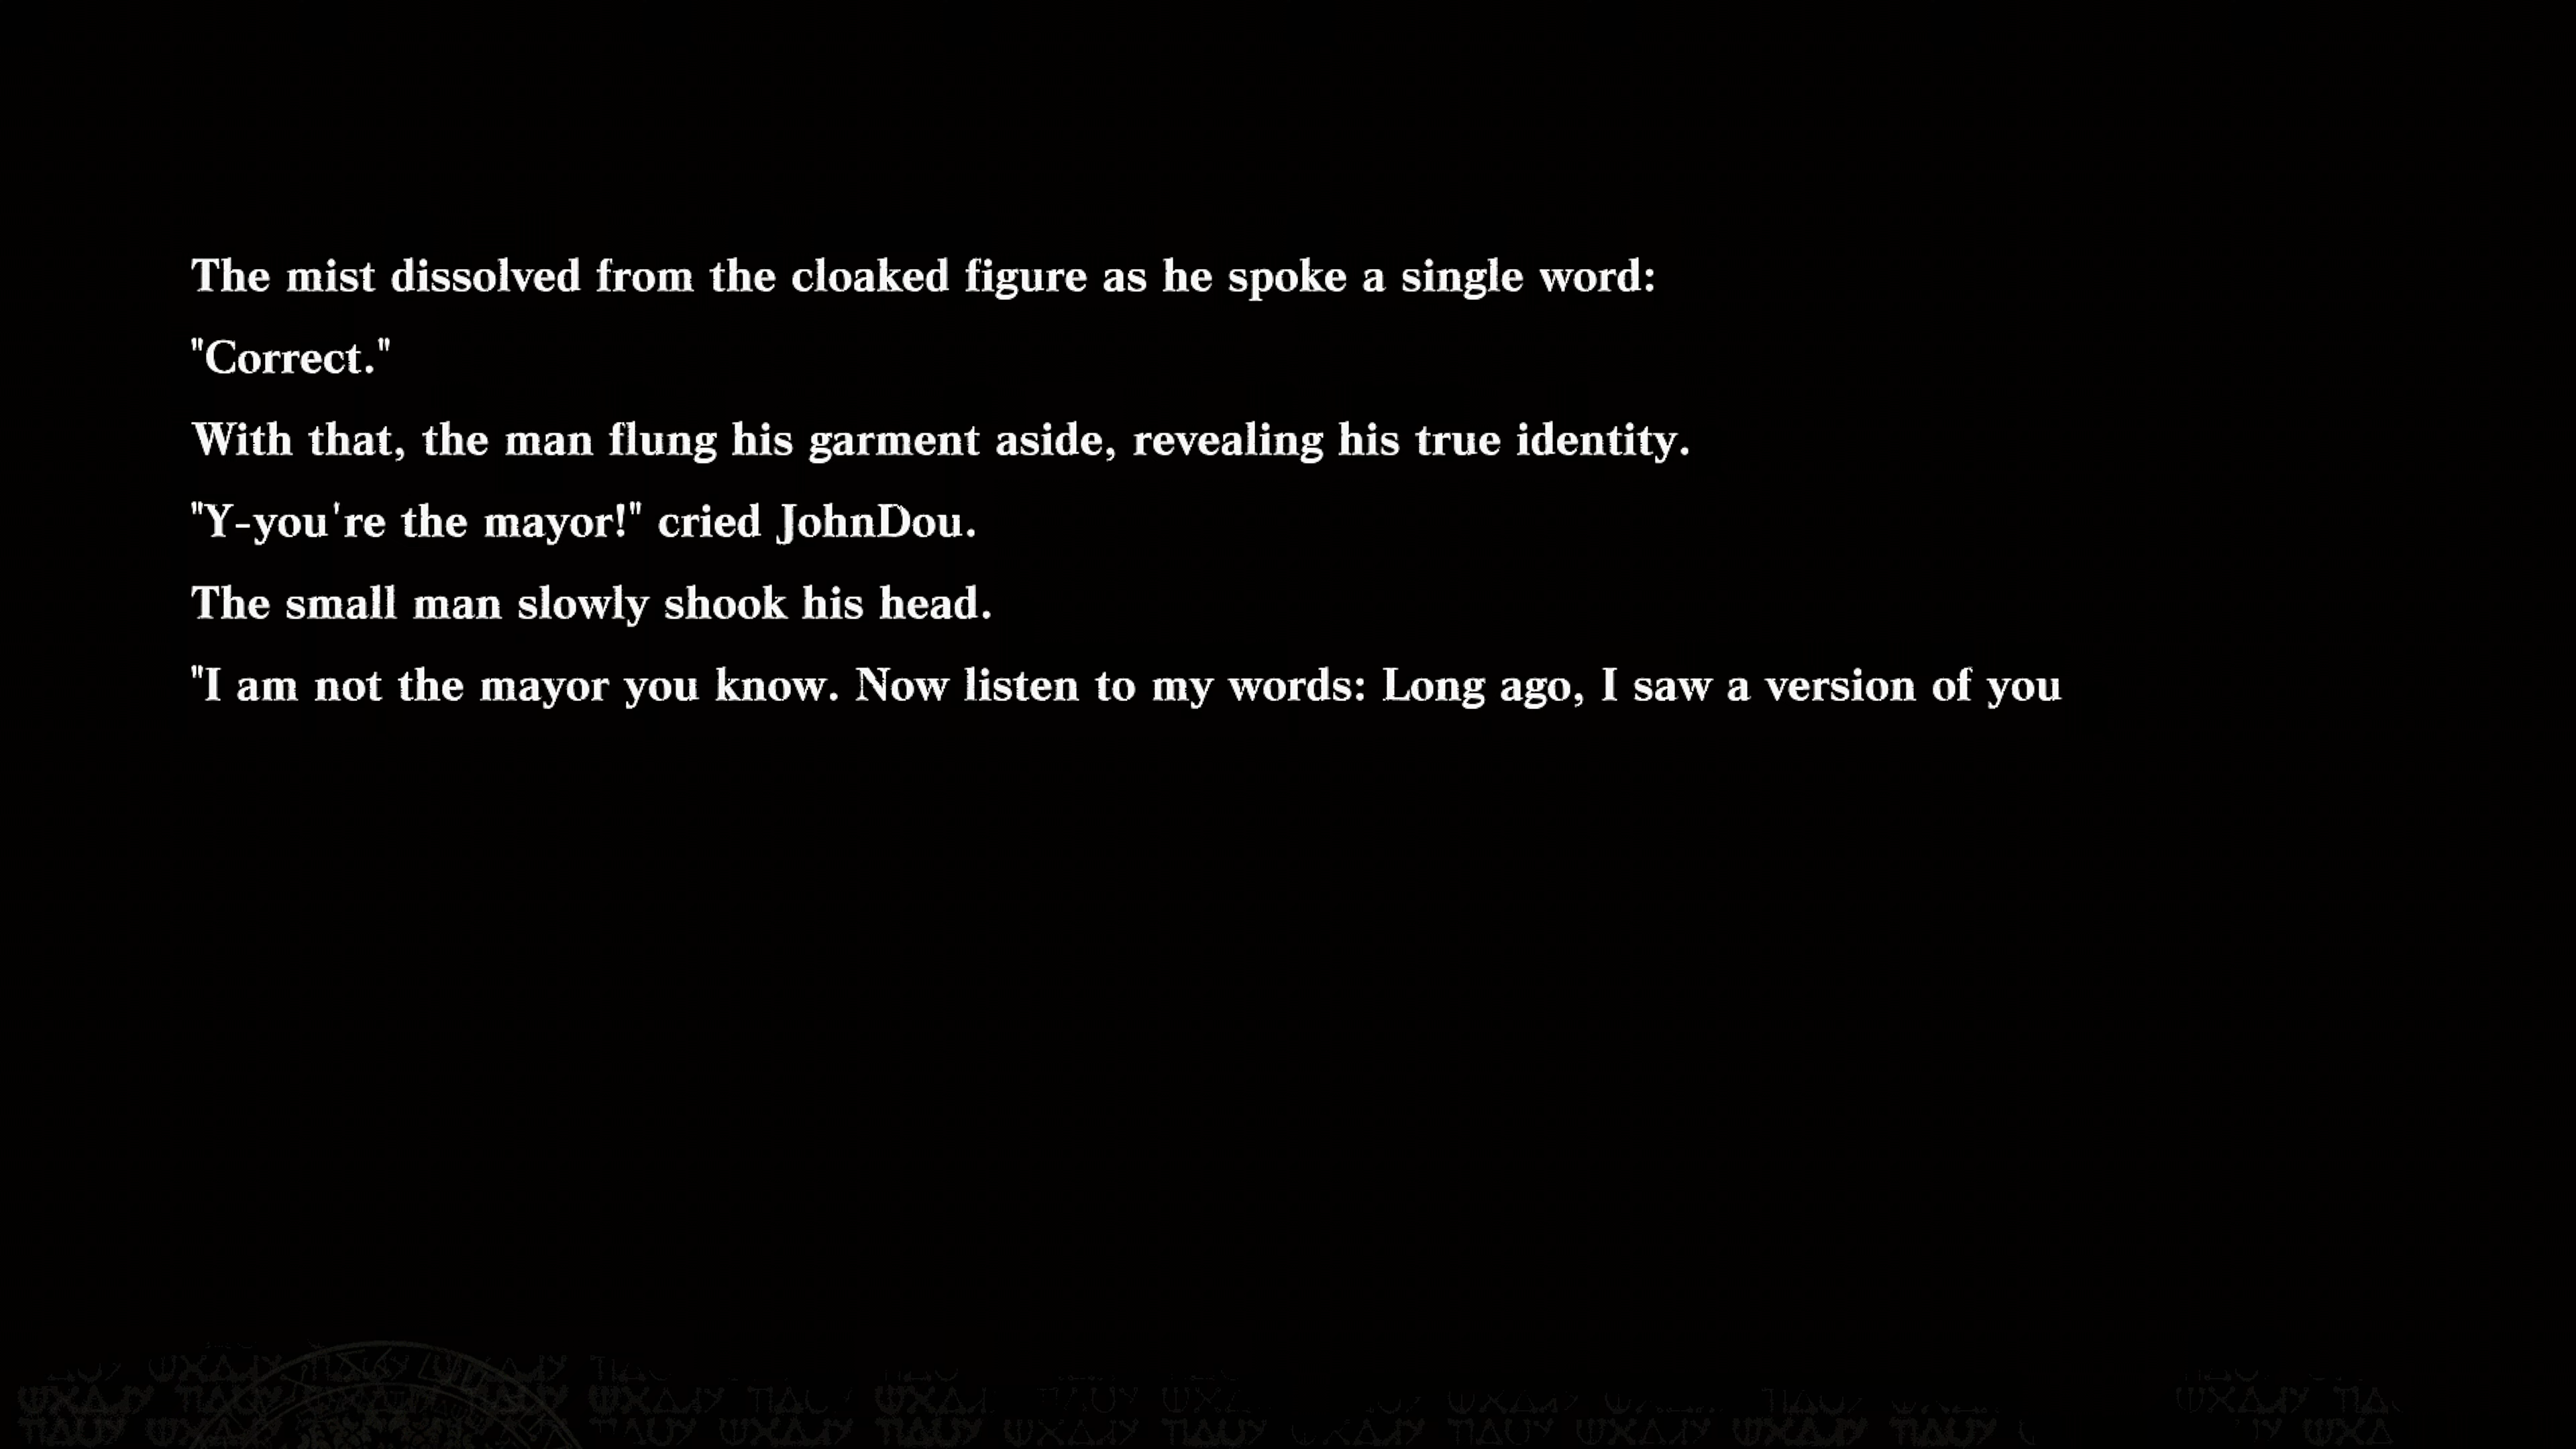 The mist dissolved from the cloaked figure as he spoke a single word:
"Correct."
With that, the man flung his garment aside, revealing his true identity.
"Y-you're the mayor!" cried JohnDou.
The small man slowly shook his head.
"I am not the mayor you know. Now listen to my words: Long ago, I saw a version of you